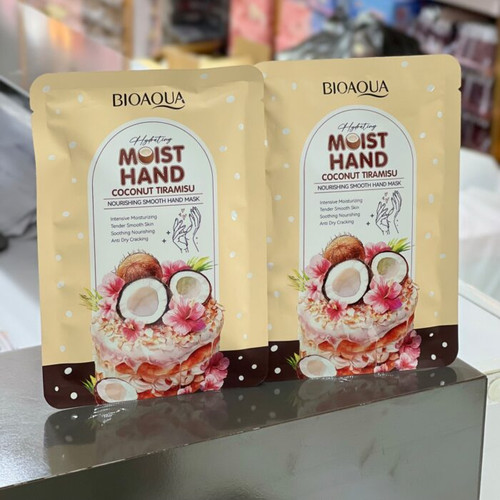 BIOAQUA
Hydrating
MOIST
HAND
COCONUT TIRAMISU
NOURISHING SMOOTH HAND MASK
Intensive Moisturizing
Tender Smooth Skin
Soothing Nourishing
Anti Dry Cracking
BIOAQUA
Hydrating
MOIST
HAND
COCONUT TIRAMISU
NOURISHING SMOOTH HAND MASK
Intensive Moisturizing
Tender Smooth Skin
Soothing Nourishing
Anti Dry Cracking